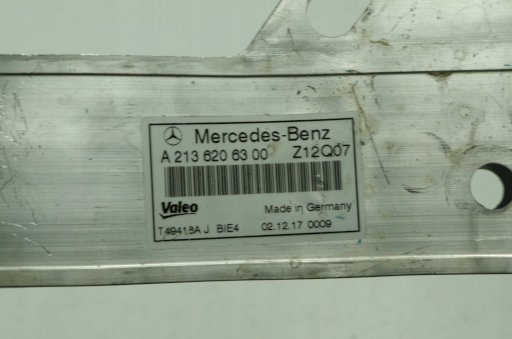 Mercedes-Benz
A 213 620 63 00 Z12Q07
Valeo
Made in Germany
T49418A J BIE4 02.12.17 0009